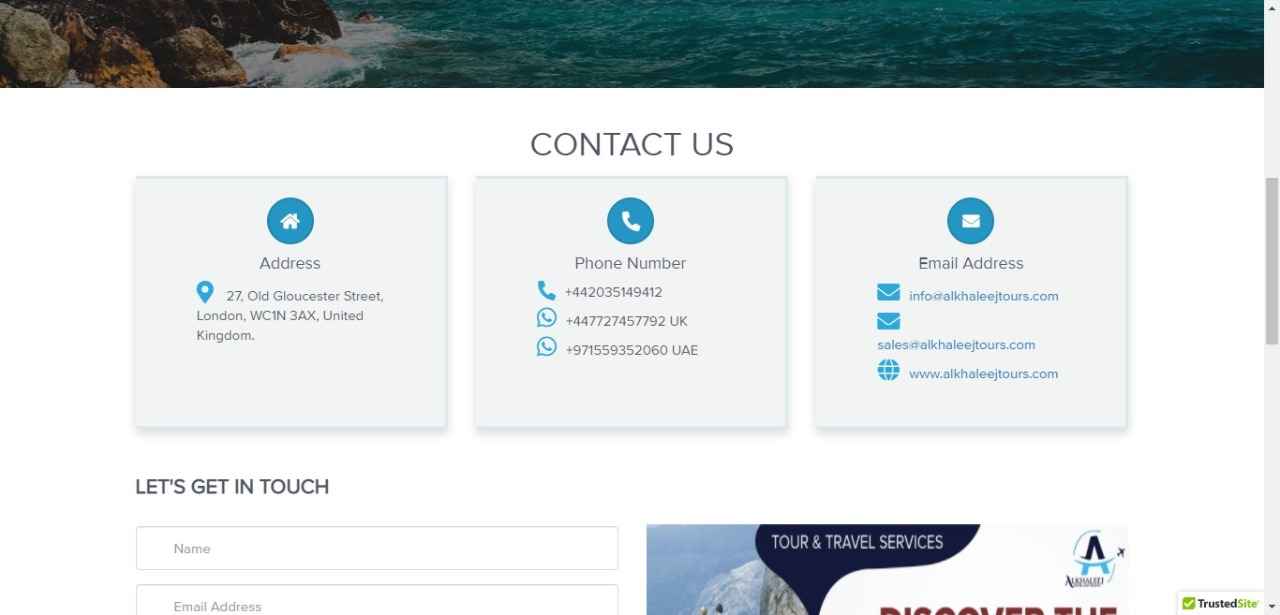 CONTACT US
Address
27, Old Gloucester Street,
London, WC1N 3AX, United
Kingdom.
Phone Number
+442035149412
+447727457792 UK
+971559352060 UAE
Email Address
info@alkhaleejtours.com
sales@alkhaleejtours.com
www.alkhaleejtours.com
LET'S GET IN TOUCH
Name
Email Address
TOUR & TRAVEL SERVICES
ALKHALEEJ
DISCOVER THE
TrustedSite